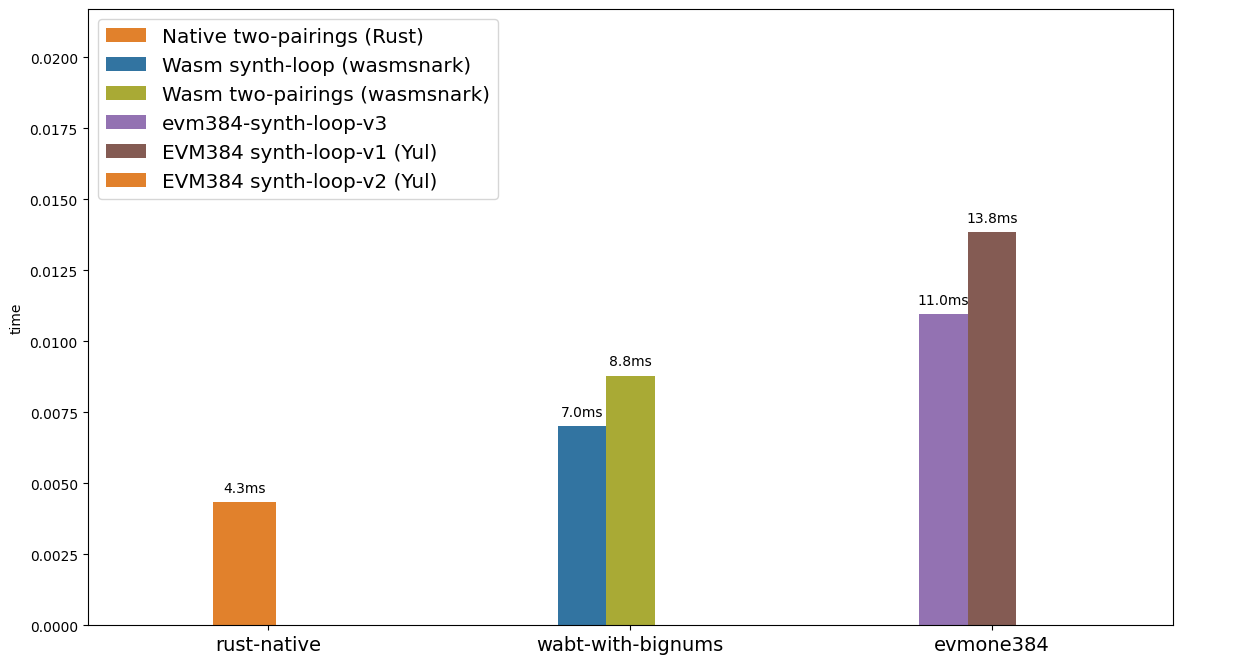 Native two-pairings (Rust)
Wasm synth-loop (wasmsnark)
Wasm two-pairings (wasmsnark)
evm384-synth-loop-v3
EVM384 synth-loop-v1 (Yul)
EVM384 synth-loop-v2 (Yul)
0.0200
0.0175
0.0150
0.0125
0.0100
0.0075
0.0050
0.0025
0.0000
time
4.3ms
7.0ms
8.8ms
11.0ms
13.8ms
rust-native
wabt-with-bignums
evmone384